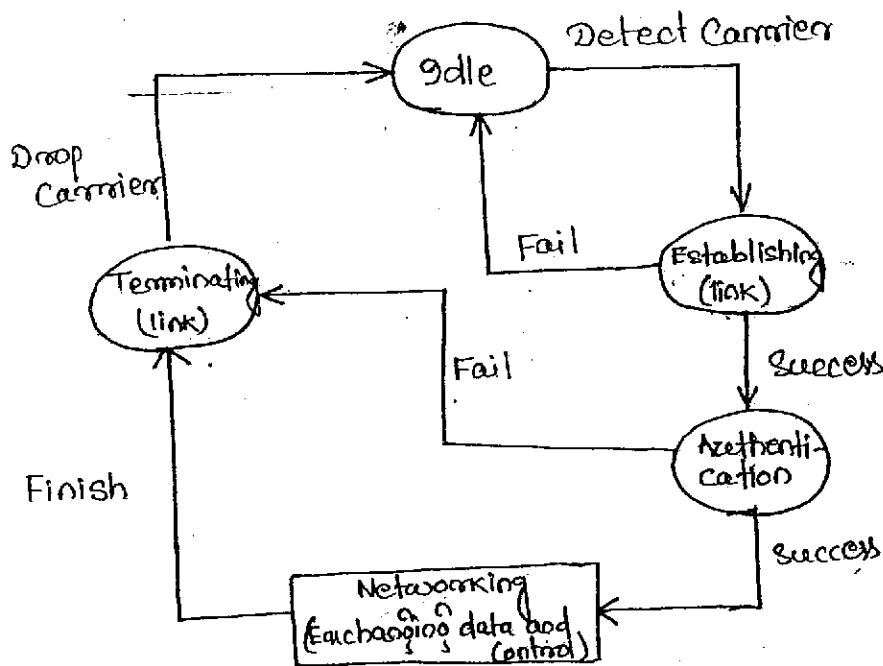 Idle
Detect Carrier
Drop
Carrier
Fail
Establishing
(link)
Terminating
(link)
Fail
Success
Authenti-
cation
Finish
Success
Networking
(Exchanging data and
control)